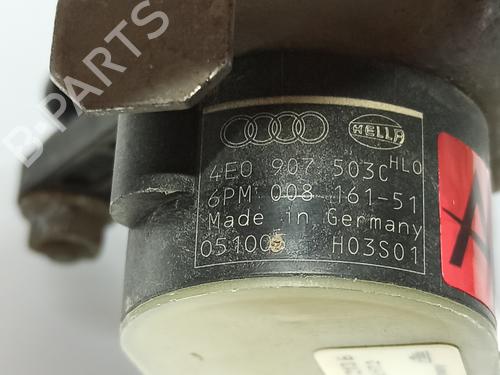 B-PARTS
HELLA
4E0 907 503C HLO
6PM 008 161-51
Made in Germany
05100 H03S01
A